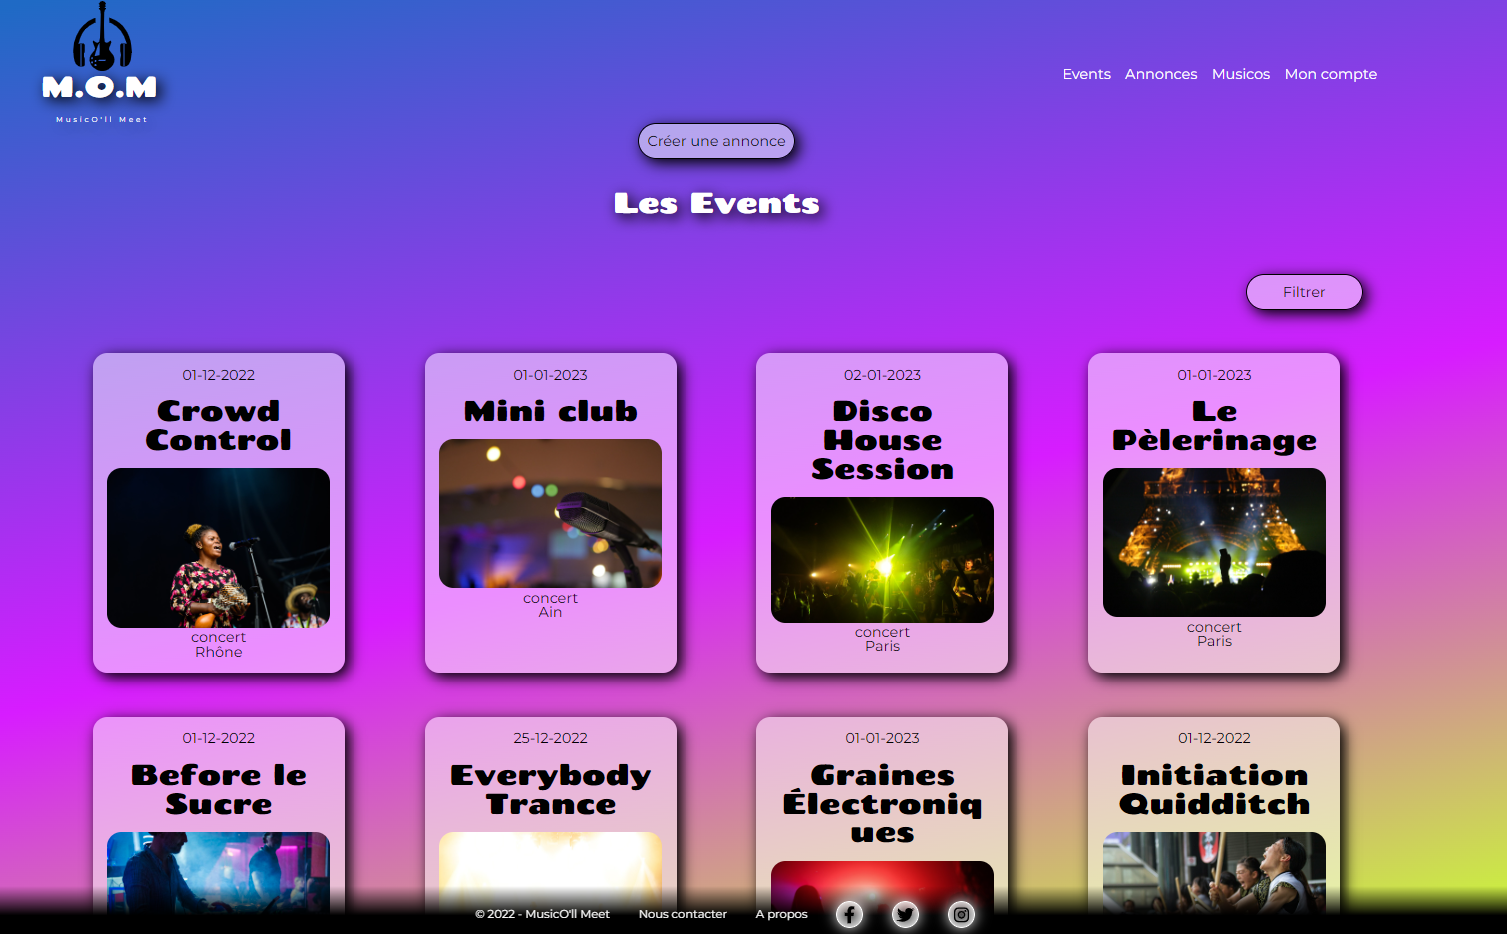 M.O.M
MusicO'll Meet
Events Annonces Musicos Mon compte
Créer une annonce
Les Events
Filtrer
01-12-2022
Crowd
Control
concert
Rhône
01-01-2023
Mini club
concert
Ain
02-01-2023
Disco
House
Session
concert
Paris
01-01-2023
Le
Pèlerinage
concert
Paris
01-12-2022
Before le
Sucre
25-12-2022
Everybody
Trance
01-01-2023
Graines
Électroniq
ues
01-12-2022
Initiation
Quidditch
© 2022 - MusicO'll Meet Nous contacter A propos